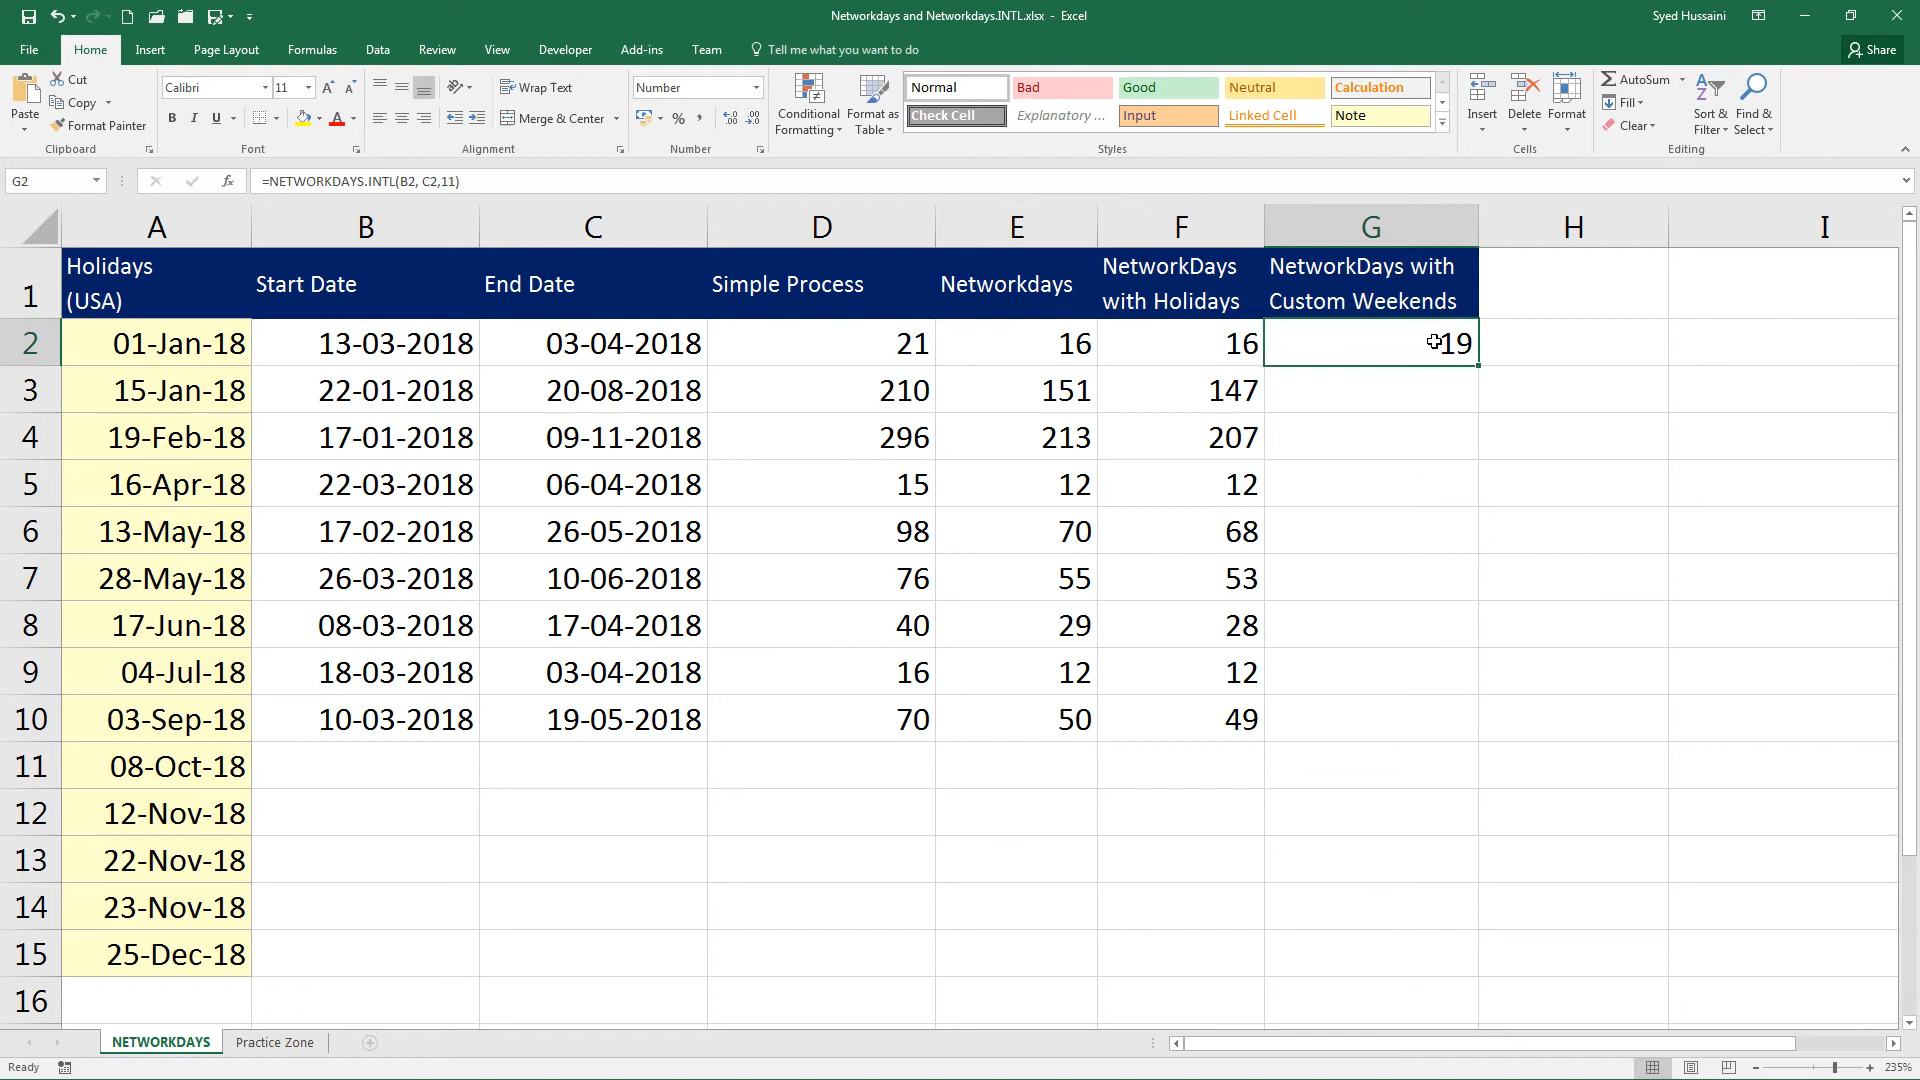 Networkdays and Networkdays.INTL.xlsx - Excel
Syed Hussaini
File Home Insert Page Layout Formulas Data Review View Developer Add-ins Team Tell me what you want to do Share
Paste
Cut
Copy
Format Painter
Clipboard
Calibri 11
B I U
Font
Wrap Text
Merge & Center
Alignment
Number
%
Number
Conditional Formatting
Format as Table
Normal Bad Good Neutral Calculation
Check Cell Explanatory ... Input Linked Cell Note
Styles
Insert Delete Format
Cells
AutoSum
Fill
Clear
Sort & Filter
Find & Select
Editing
G2 fx =NETWORKDAYS.INTL(B2, C2,11)
A B C D E F G H I
1 Holidays (USA) Start Date End Date Simple Process Networkdays NetworkDays with Holidays NetworkDays with Custom Weekends
2 01-Jan-18 13-03-2018 03-04-2018 21 16 16 19
3 15-Jan-18 22-01-2018 20-08-2018 210 151 147
4 19-Feb-18 17-01-2018 09-11-2018 296 213 207
5 16-Apr-18 22-03-2018 06-04-2018 15 12 12
6 13-May-18 17-02-2018 26-05-2018 98 70 68
7 28-May-18 26-03-2018 10-06-2018 76 55 53
8 17-Jun-18 08-03-2018 17-04-2018 40 29 28
9 04-Jul-18 18-03-2018 03-04-2018 16 12 12
10 03-Sep-18 10-03-2018 19-05-2018 70 50 49
11 08-Oct-18
12 12-Nov-18
13 22-Nov-18
14 23-Nov-18
15 25-Dec-18
16
NETWORKDAYS Practice Zone
Ready 235%